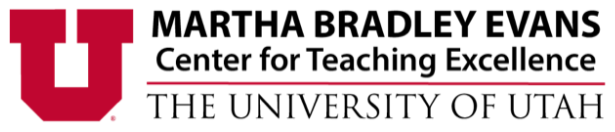 U
MARTHA BRADLEY EVANS
Center for Teaching Excellence
THE UNIVERSITY OF UTAH